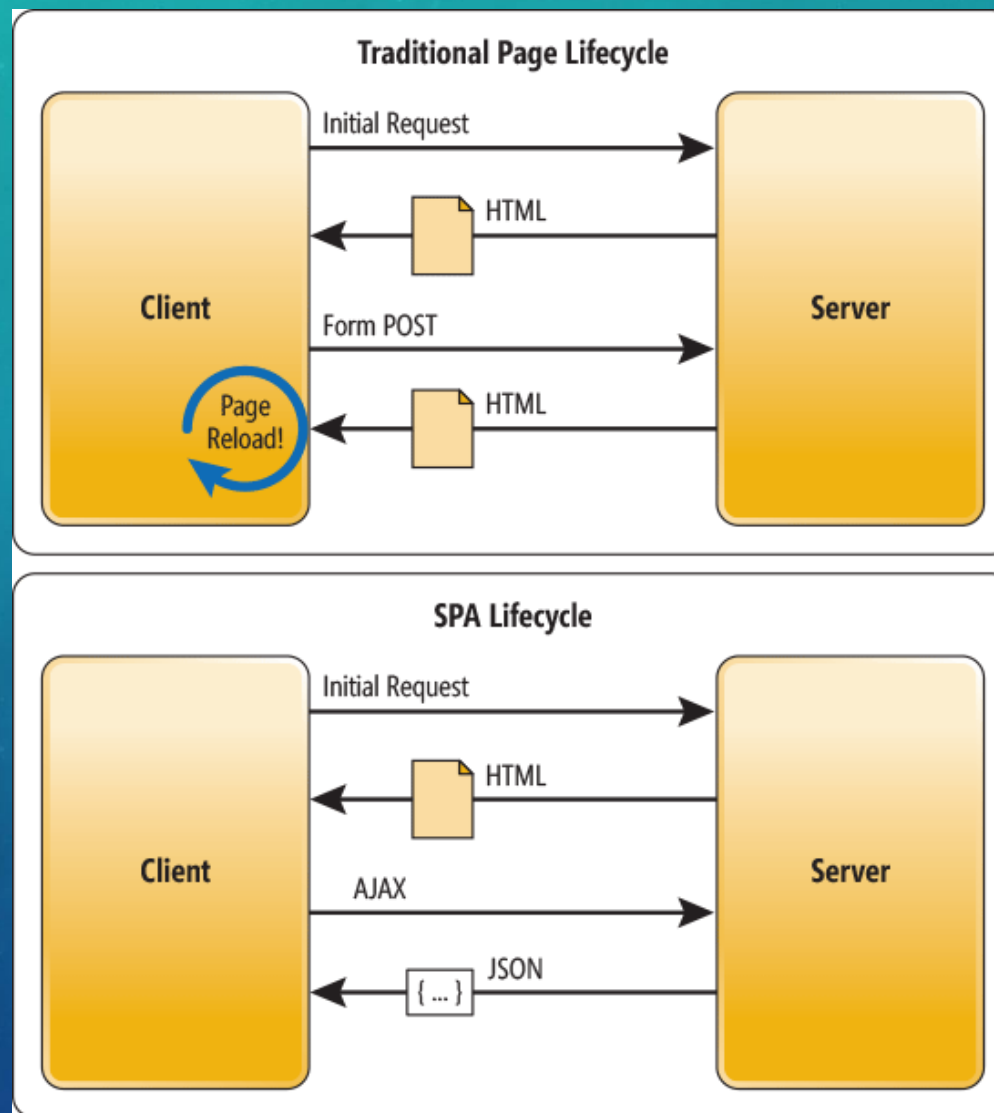 Traditional Page Lifecycle
Initial Request
HTML
Client
Server
Form POST
HTML
Page
Reload!
SPA Lifecycle
Initial Request
HTML
Client
Server
AJAX
JSON
{ ... }